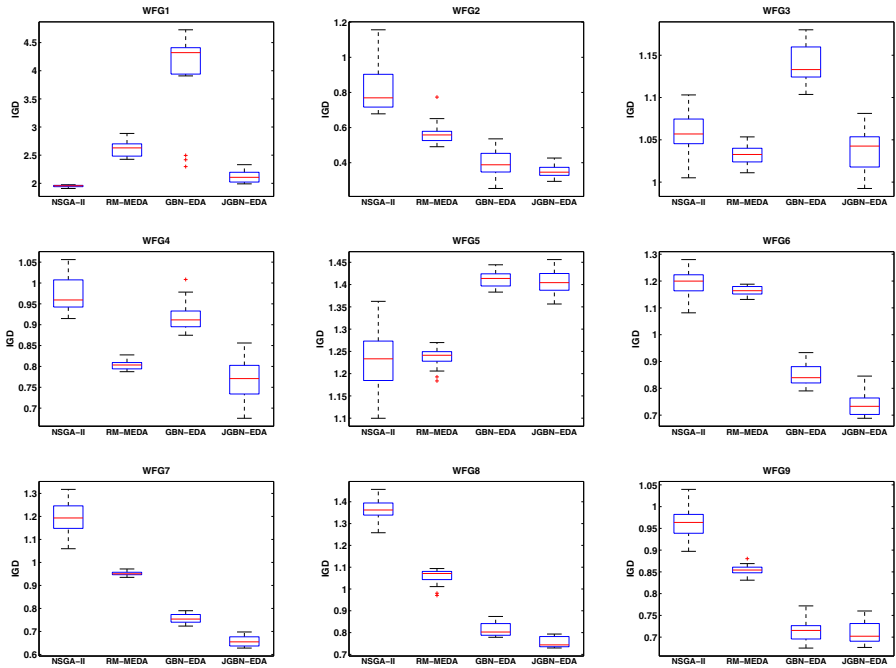 WFG1
4.5
4
3.5
3
2.5
2
IGD
NSGA-II RM-MEDA GBN-EDA JGBN-EDA
WFG2
1.2
1
0.8
0.6
0.4
IGD
NSGA-II RM-MEDA GBN-EDA JGBN-EDA
WFG3
1.15
1.1
1.05
1
IGD
NSGA-II RM-MEDA GBN-EDA JGBN-EDA
WFG4
1.05
1
0.95
0.9
0.85
0.8
0.75
0.7
IGD
NSGA-II RM-MEDA GBN-EDA JGBN-EDA
WFG5
1.45
1.4
1.35
1.3
1.25
1.2
1.15
1.1
IGD
NSGA-II RM-MEDA GBN-EDA JGBN-EDA
WFG6
1.3
1.2
1.1
1
0.9
0.8
0.7
IGD
NSGA-II RM-MEDA GBN-EDA JGBN-EDA
WFG7
1.3
1.2
1.1
1
0.9
0.8
0.7
0.6
IGD
NSGA-II RM-MEDA GBN-EDA JGBN-EDA
WFG8
1.4
1.3
1.2
1.1
1
0.9
0.8
0.7
IGD
NSGA-II RM-MEDA GBN-EDA JGBN-EDA
WFG9
1.05
1
0.95
0.9
0.85
0.8
0.75
0.7
IGD
NSGA-II RM-MEDA GBN-EDA JGBN-EDA